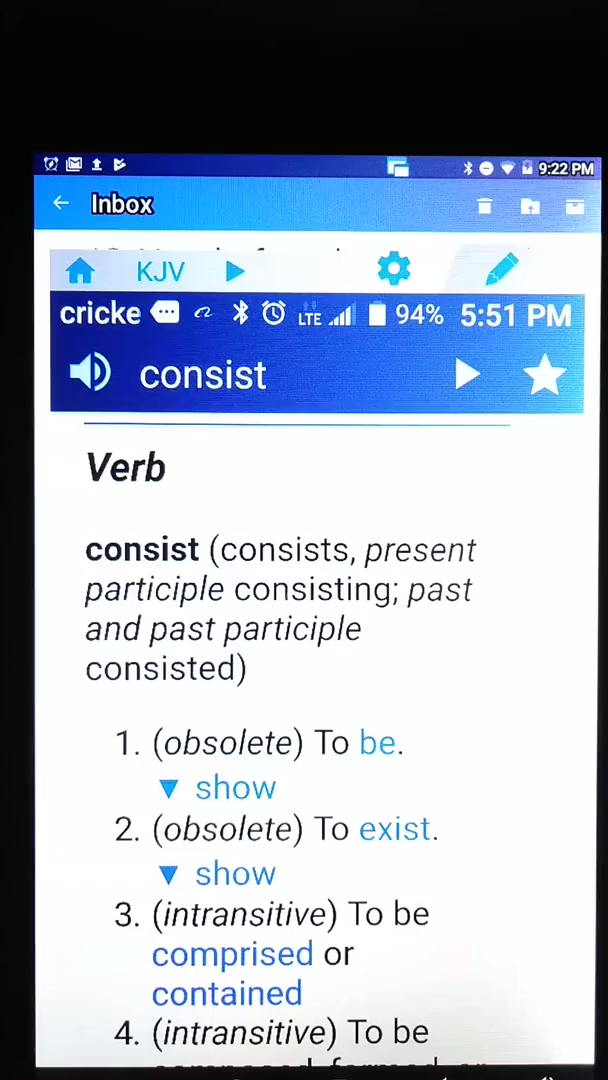 9:22 PM
Inbox
KJV
cricke LTE 94% 5:51 PM
consist
Verb
consist (consists, present
participle consisting; past
and past participle
consisted)
1. (obsolete) To be.
▼ show
2. (obsolete) To exist.
▼ show
3. (intransitive) To be
comprised or
contained
4. (intransitive) To be